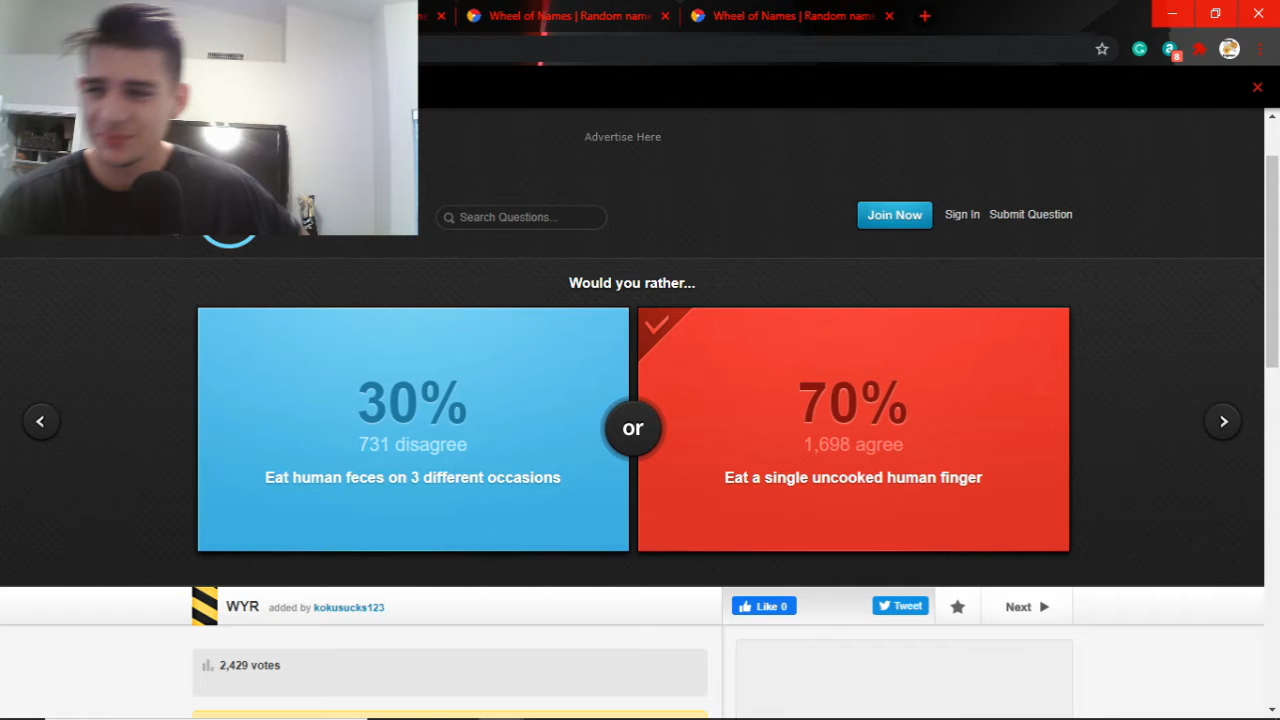 Wheel of Names | Random name
Wheel of Names | Random name
8
Advertise Here
Search Questions...
Join Now
Sign In
Submit Question
Would you rather...
30%
731 disagree
Eat human feces on 3 different occasions
or
70%
1,698 agree
Eat a single uncooked human finger
WYR
added by kokusucks123
Like 0
Tweet
Next
2,429 votes